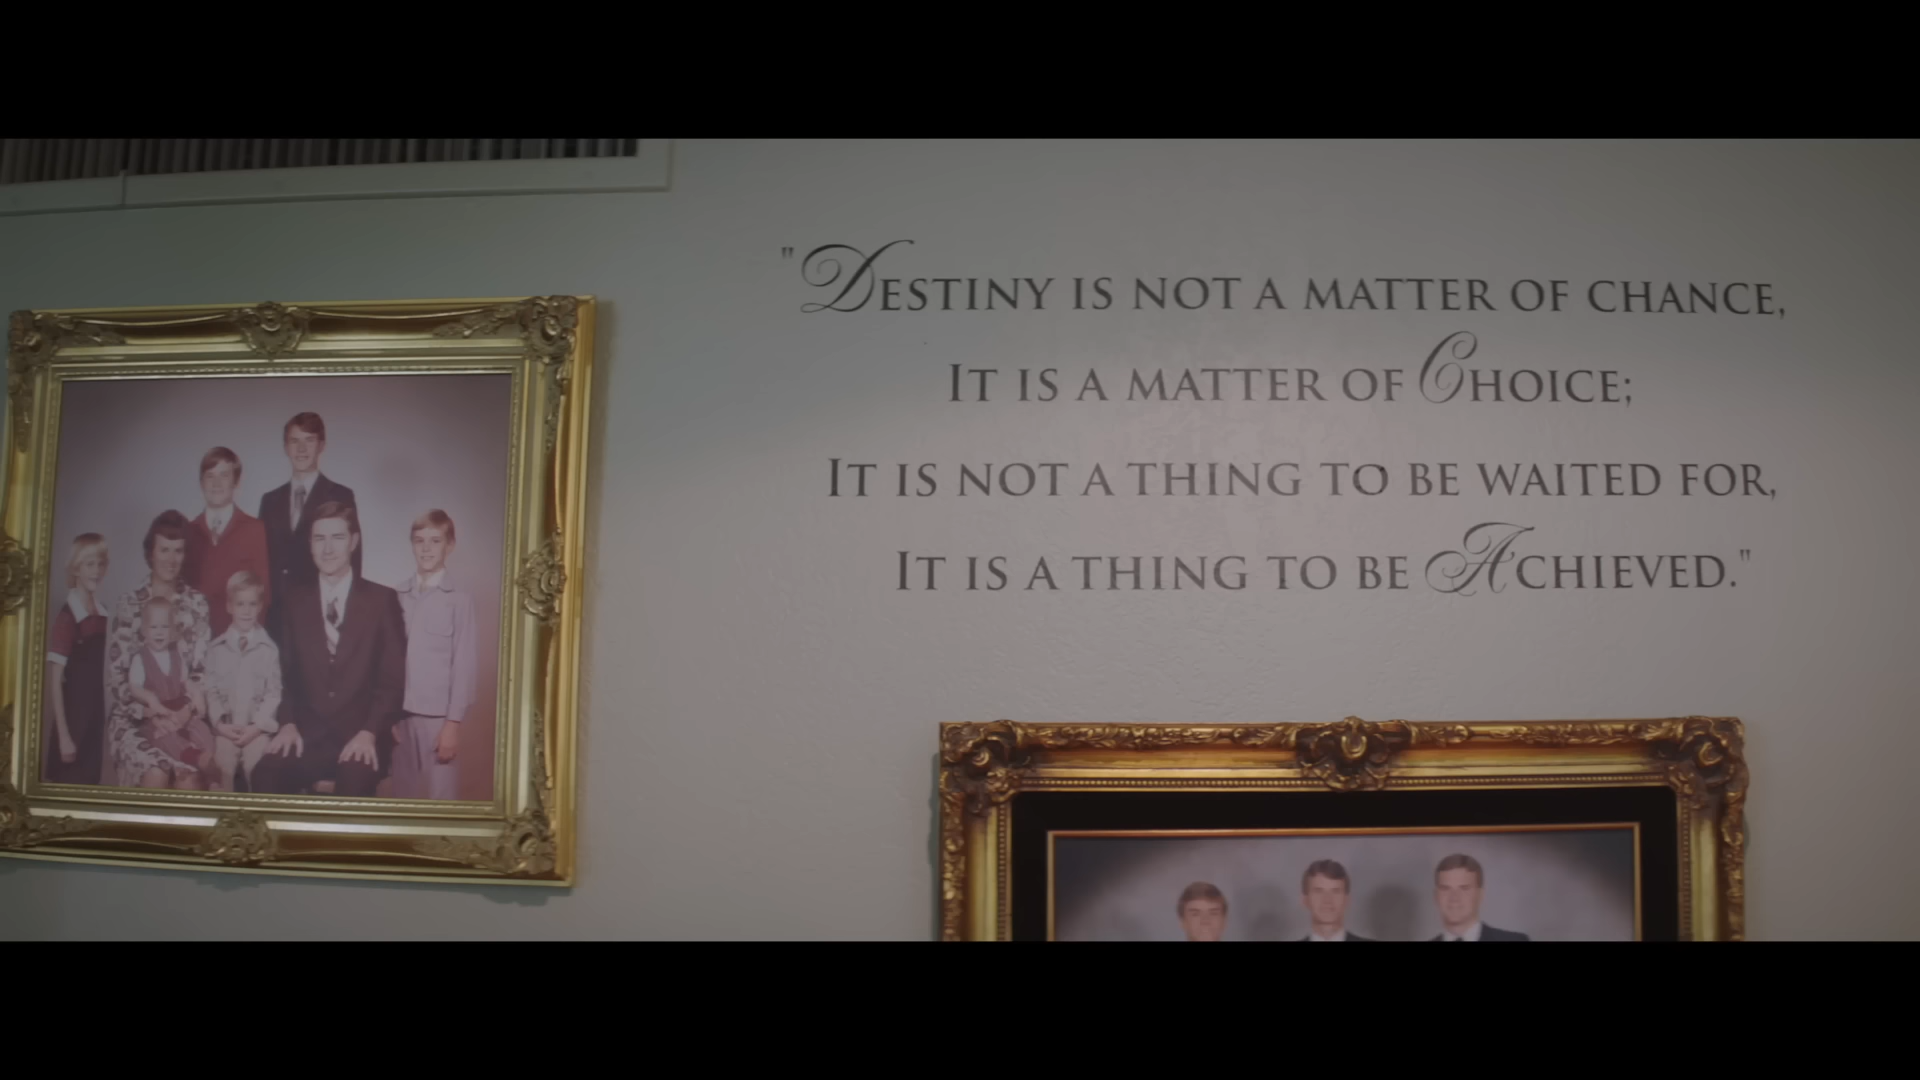 "Destiny is not a matter of chance,
It is a matter of Choice;
It is not a thing to be waited for,
It is a thing to be Achieved."